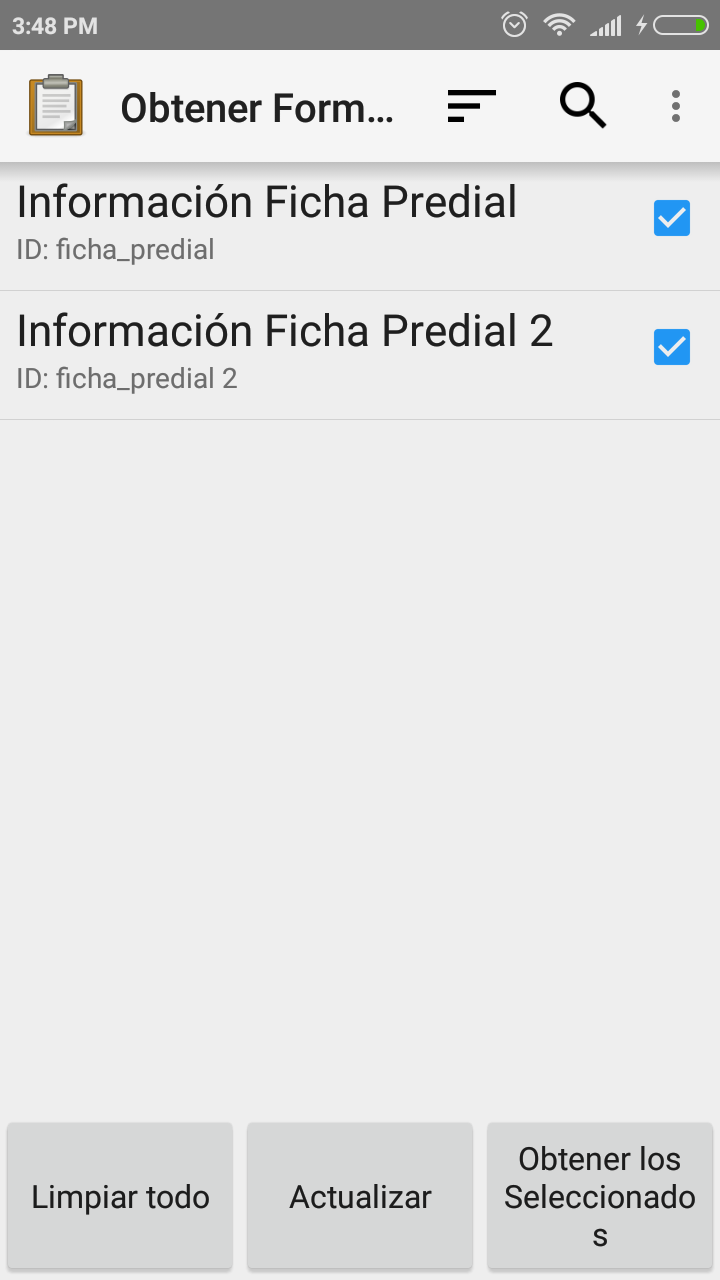 3:48 PM
Obtener Form...
Información Ficha Predial
ID: ficha_predial
Información Ficha Predial 2
ID: ficha_predial 2
Limpiar todo
Actualizar
Obtener los
Seleccionado
s